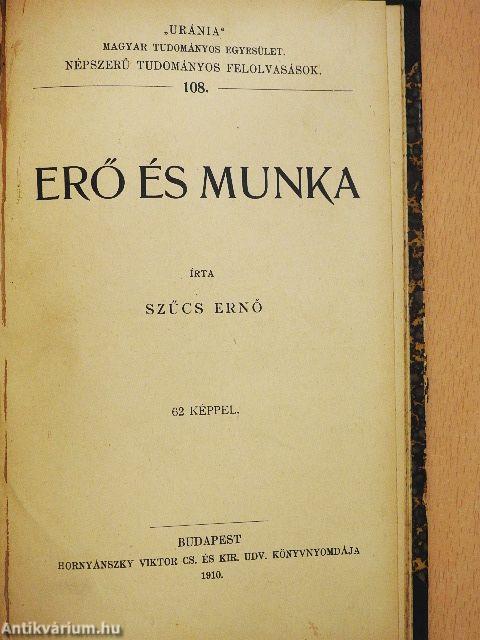 „URÁNIA“
MAGYAR TUDOMÁNYOS EGYESÜLET.
NÉPSZERŰ TUDOMÁNYOS FELOLVASÁSOK.
108.
ERŐ ÉS MUNKA
ÍRTA
SZŰCS ERNŐ
62 KÉPPEL.
BUDAPEST
HORNYÁNSZKY VIKTOR CS. ÉS KIR. UDV. KÖNYVNYOMDÁJA
1910.
Antikvárium.hu